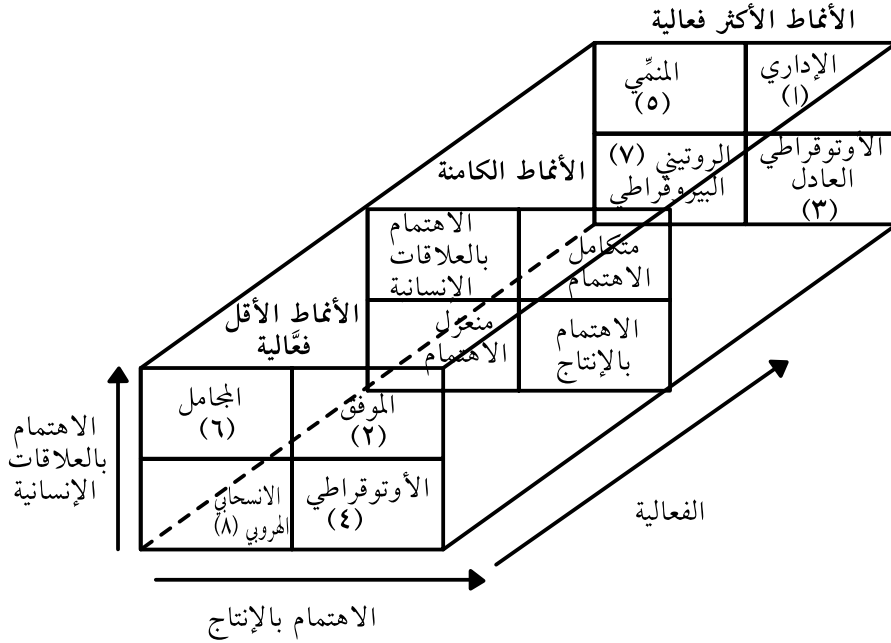 الأنماط الأكثر فعالية
الإداري
(١)
المنمِّي
(٥)
الأوتوقراطي
العادل
(٣)
الروتيني (٧)
البيروقراطي
الأنماط الكامنة
متكامل
الاهتمام
الاهتمام
بالعلاقات
الإنسانية
الاهتمام
بالإنتاج
منعزل
الاهتمام
الأنماط الأقل
فعَّالية
الموفق
(٢)
المجامل
(٦)
الأوتوقراطي
(٤)
الانسحابي
الهروبي (٨)
الاهتمام
بالعلاقات
الإنسانية
الفعالية
الاهتمام بالإنتاج